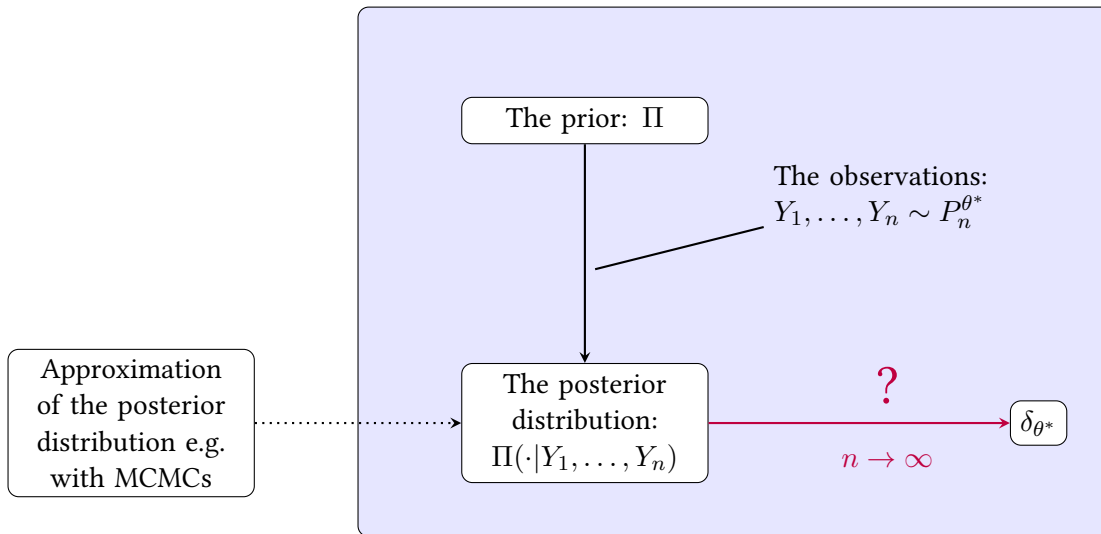 The prior: Π
The observations:
Y₁, . . . , Yₙ ∼ Pₙ^θ*
Approximation
of the posterior
distribution e.g.
with MCMCs
The posterior
distribution:
Π(·|Y₁, . . . , Yₙ)
?
n → ∞
δ_θ*